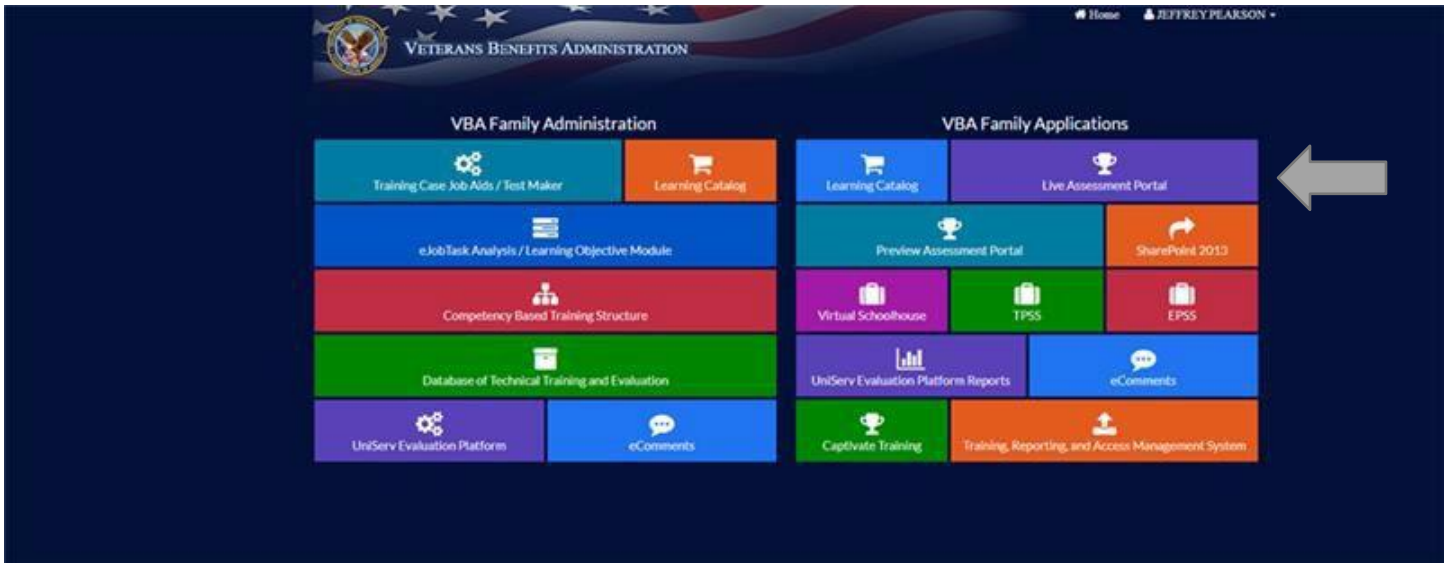 Home JEFFREY.PEARSON
VETERANS BENEFITS ADMINISTRATION
VBA Family Administration
Training Case Job Aids / Test Maker
Learning Catalog
eJobTask Analysis / Learning Objective Module
Competency Based Training Structure
Database of Technical Training and Evaluation
UniServ Evaluation Platform
eComments
VBA Family Applications
Learning Catalog
Live Assessment Portal
Preview Assessment Portal
SharePoint 2013
Virtual Schoolhouse
TPSS
EPSS
UniServ Evaluation Platform Reports
eComments
Captivate Training
Training, Reporting, and Access Management System